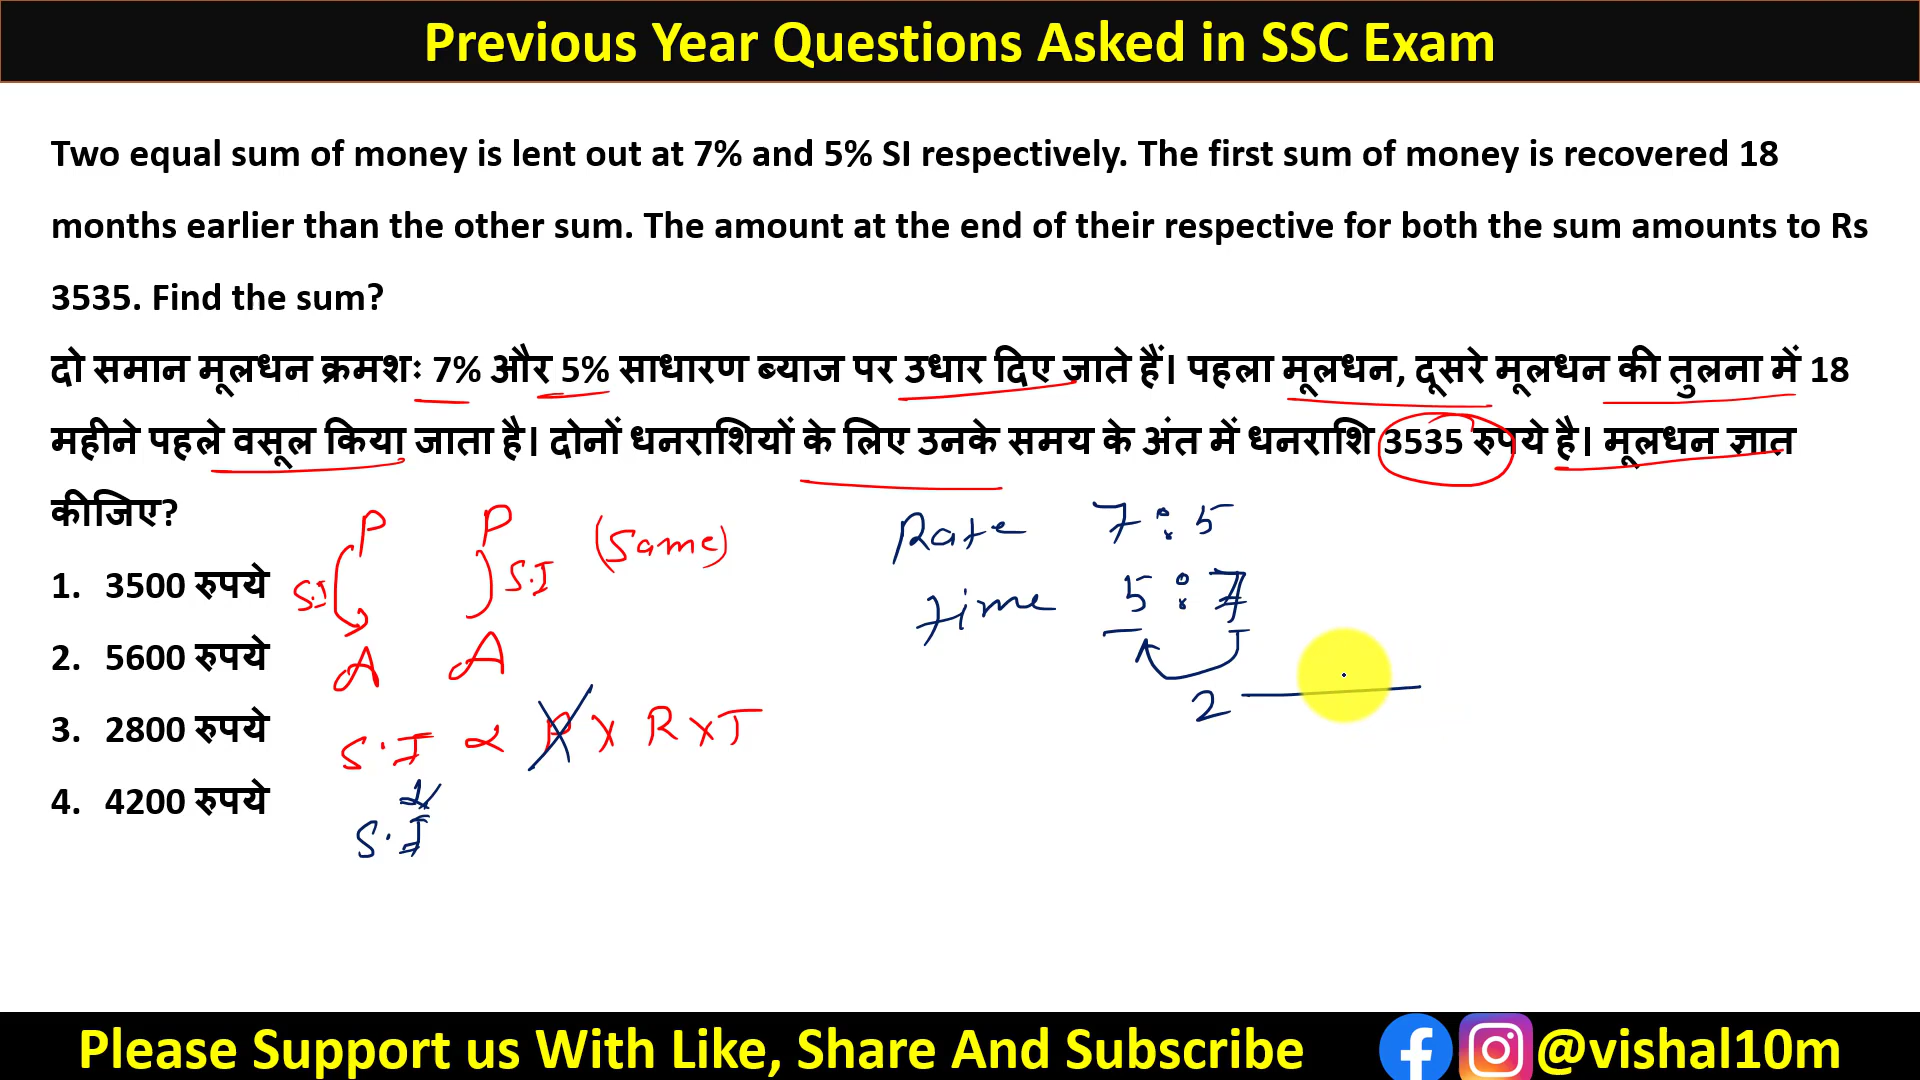 Previous Year Questions Asked in SSC Exam
Two equal sum of money is lent out at 7% and 5% SI respectively. The first sum of money is recovered 18
months earlier than the other sum. The amount at the end of their respective for both the sum amounts to Rs
3535. Find the sum?
दो समान मूलधन क्रमशः 7% और 5% साधारण ब्याज पर उधार दिए जाते हैं। पहला मूलधन, दूसरे मूलधन की तुलना में 18
महीने पहले वसूल किया जाता है। दोनों धनराशियों के लिए उनके समय के अंत में धनराशि 3535 रुपये है। मूलधन ज्ञात
कीजिए?
P P (Same) Rate 7 : 5
1. 3500 रुपये S.I S.I time 5 : 7
2. 5600 रुपये A A
2
3. 2800 रुपये S.I α P x R x T
4. 4200 रुपये
S.I
Please Support us With Like, Share And Subscribe @vishal10m